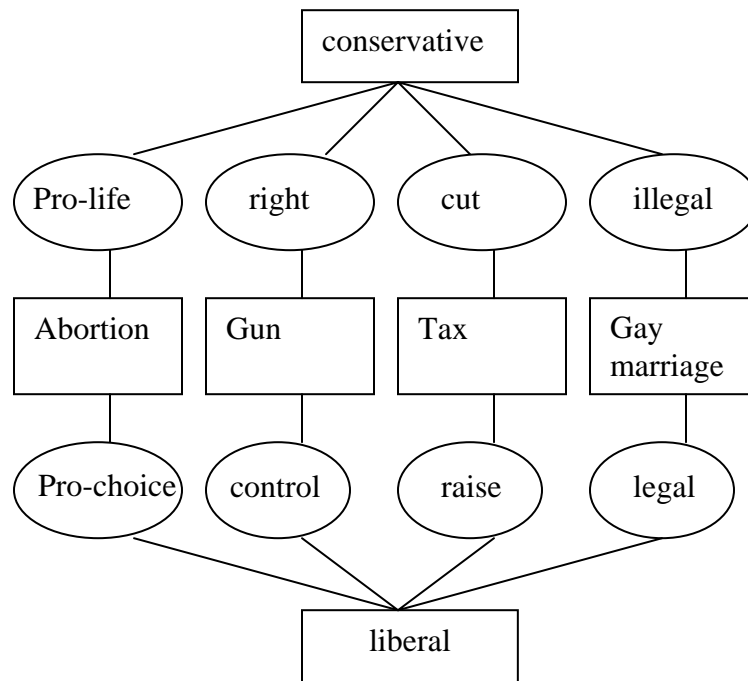 conservative
Pro-life
right
cut
illegal
Abortion
Gun
Tax
Gay
marriage
Pro-choice
control
raise
legal
liberal